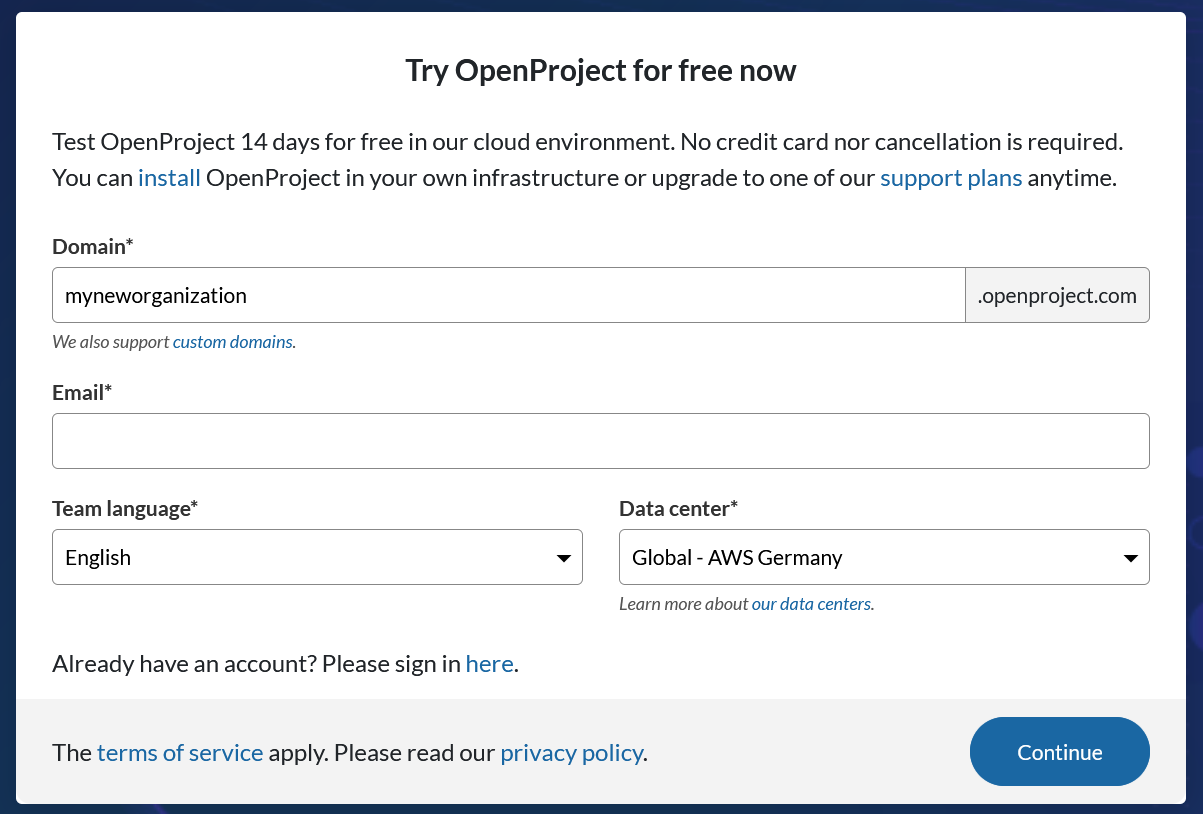 Try OpenProject for free now
Test OpenProject 14 days for free in our cloud environment. No credit card nor cancellation is required.
You can install OpenProject in your own infrastructure or upgrade to one of our support plans anytime.
Domain*
myneworganization .openproject.com
We also support custom domains.
Email*
Team language* Data center*
English Global - AWS Germany
Learn more about our data centers.
Already have an account? Please sign in here.
The terms of service apply. Please read our privacy policy. Continue